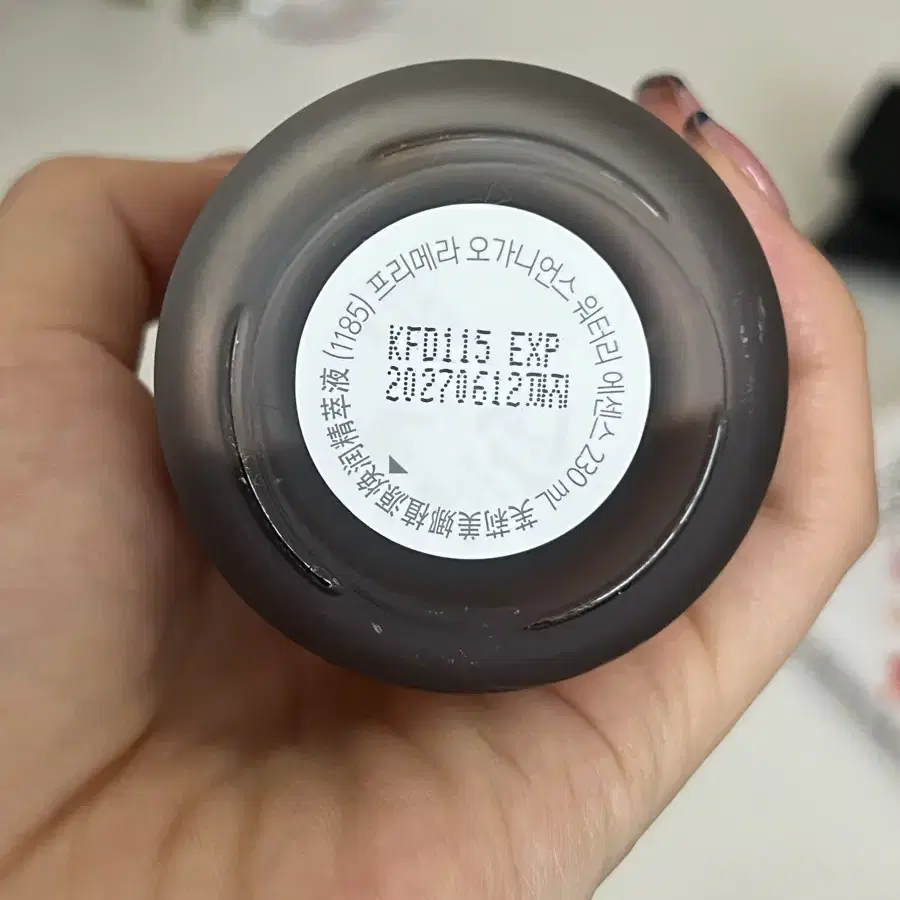 프리메라 오가니언스 워터리 에센스 230 mL
芙莉美娜植源焕润精萃液 (1185)
KFD115 EXP
20270612까지